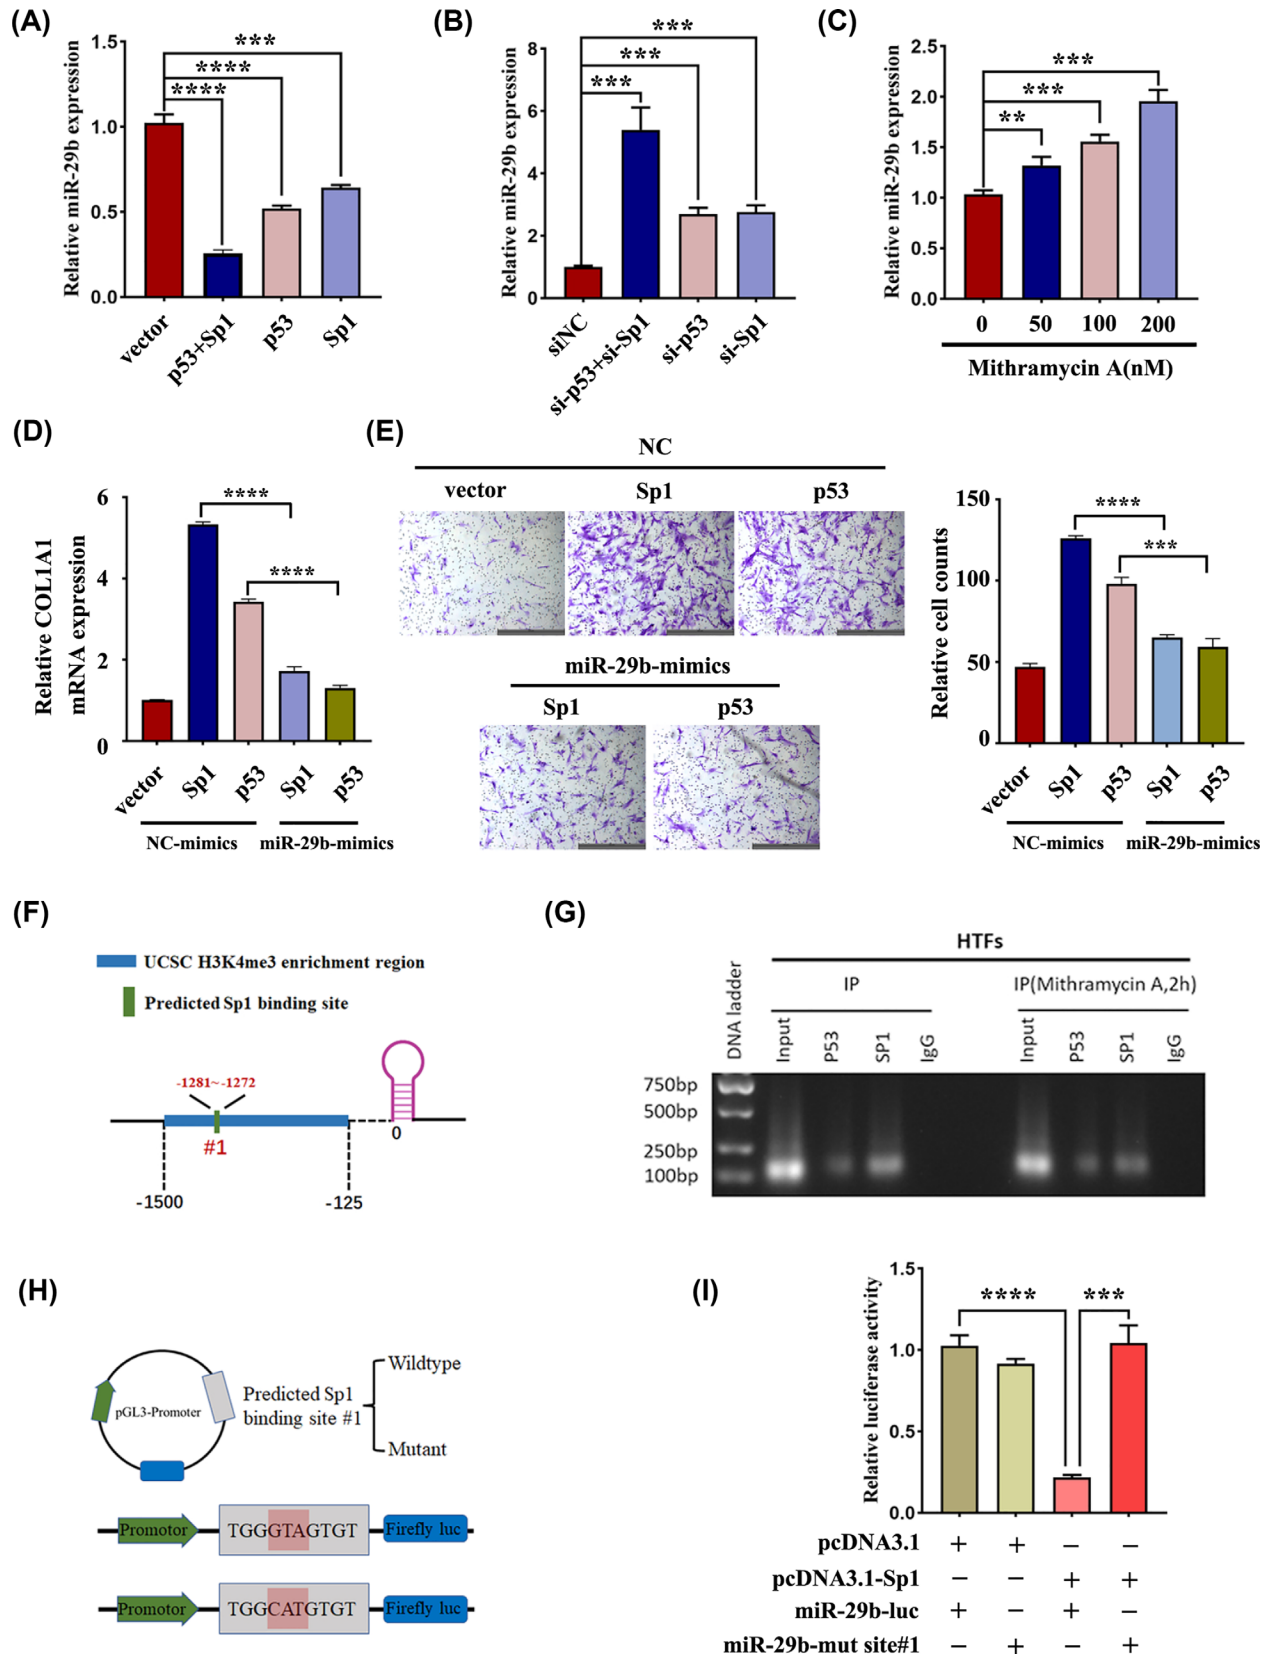 (A)
Relative miR-29b expression
1.5
1.0
0.5
0.0
***
****
****
vector
p53+Sp1
p53
Sp1
(B)
Relative miR-29b expression
8
6
4
2
0
***
***
***
siNC
si-p53+si-Sp1
si-p53
si-Sp1
(C)
Relative miR-29b expression
2.5
2.0
1.5
1.0
0.5
0.0
***
***
**
0 50 100 200
Mithramycin A(nM)
(D)
Relative COL1A1
mRNA expression
6
4
2
0
****
****
vector
Sp1
p53
Sp1
p53
NC-mimics miR-29b-mimics
(E)
NC
vector Sp1 p53
miR-29b-mimics
Sp1 p53
Relative cell counts
150
100
50
0
****
***
vector
Sp1
p53
Sp1
p53
NC-mimics miR-29b-mimics
(F)
UCSC H3K4me3 enrichment region
Predicted Sp1 binding site
-1281~-1272
#1
0
-1500 -125
(G)
HTFs
IP IP(Mithramycin A,2h)
DNA ladder
Input
P53
SP1
IgG
Input
P53
SP1
IgG
750bp
500bp
250bp
100bp
(H)
pGL3-Promoter
Predicted Sp1
binding site #1
Wildtype
Mutant
Promotor TGGGTAGTGT Firefly luc
Promotor TGGCATGTGT Firefly luc
(I)
Relative luciferase activity
1.5
1.0
0.5
0.0
**** ***
pcDNA3.1 + + − −
pcDNA3.1-Sp1 − − + +
miR-29b-luc + − + −
miR-29b-mut site#1 − + − +